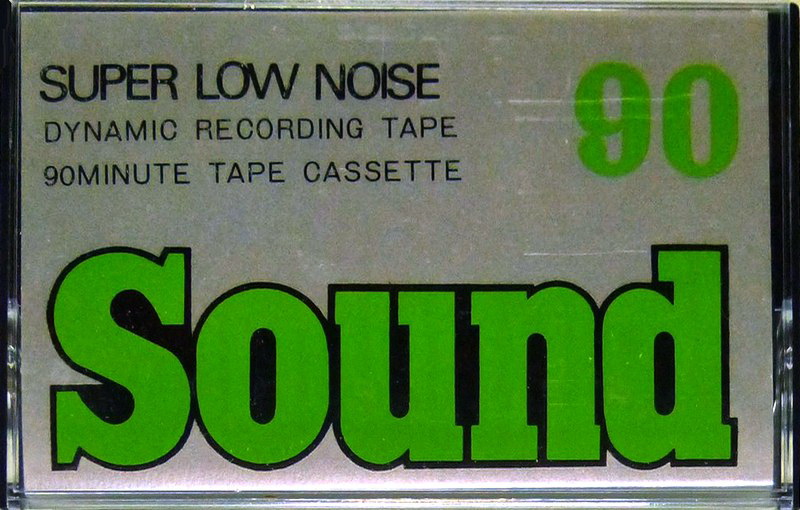 SUPER LOW NOISE 90
DYNAMIC RECORDING TAPE
90MINUTE TAPE CASSETTE
Sound